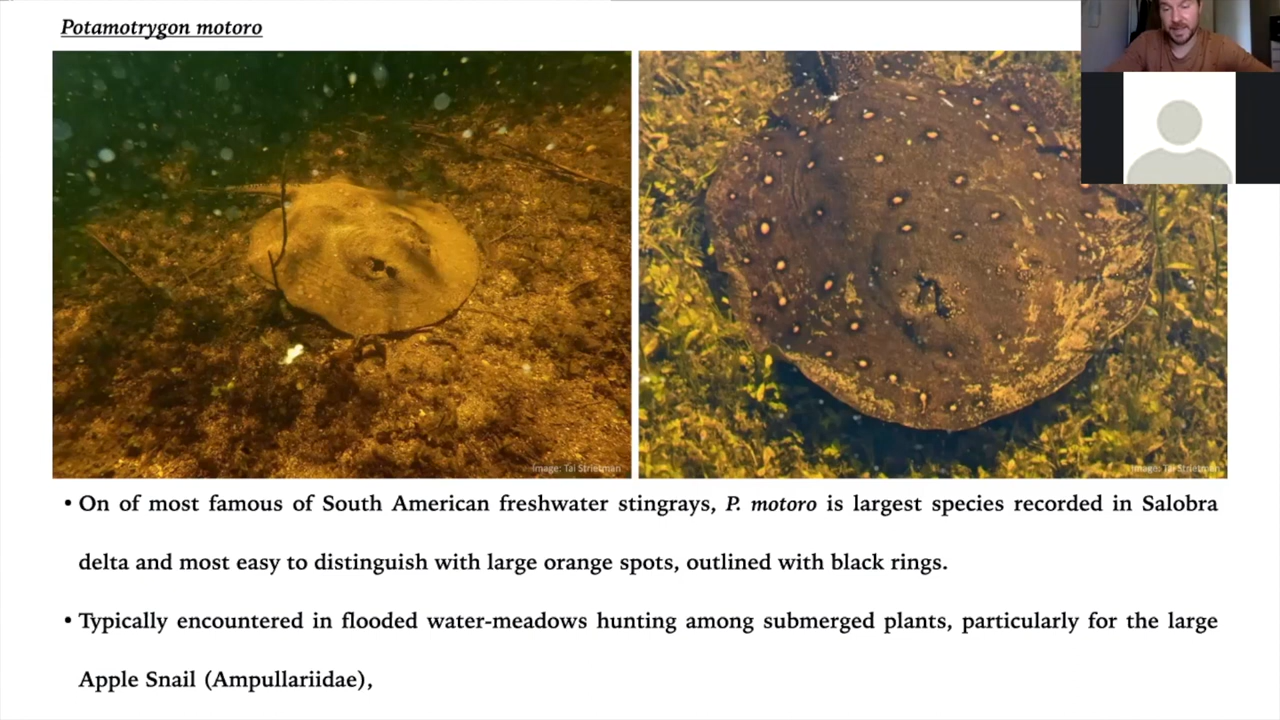 Potamotrygon motoro
Image: Tai Strietman
Image: Tai Strietman
• On of most famous of South American freshwater stingrays, P. motoro is largest species recorded in Salobra
delta and most easy to distinguish with large orange spots, outlined with black rings.
• Typically encountered in flooded water-meadows hunting among submerged plants, particularly for the large
Apple Snail (Ampullariidae),